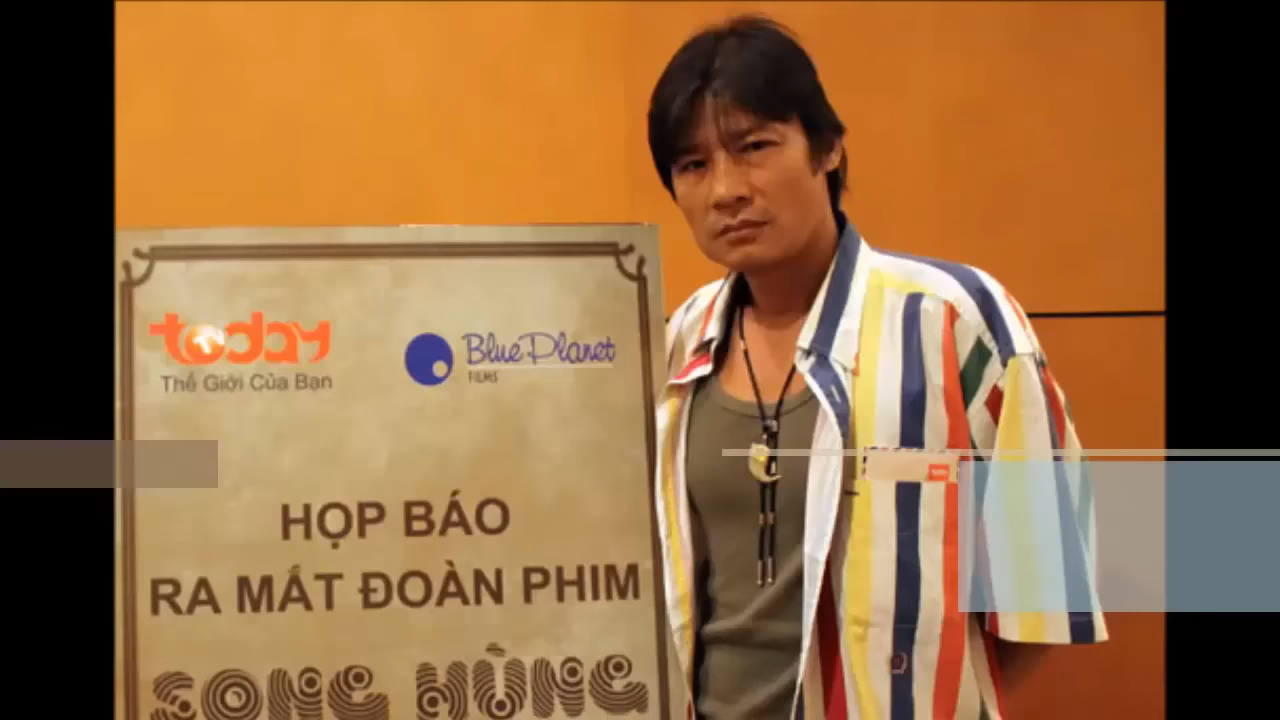 today
Thế Giới Của Bạn
Blue Planet
FILMS
HỌP BÁO
RA MẮT ĐOÀN PHIM
SONG HÙNG